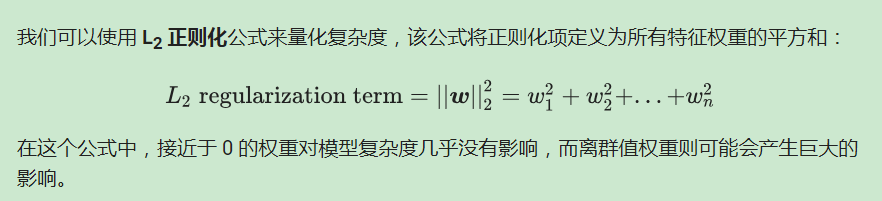 我们可以使用 L₂ 正则化公式来量化复杂度，该公式将正则化项定义为所有特征权重的平方和：
L₂ regularization term = ||w||₂² = w₁² + w₂²+…+wₙ²
在这个公式中，接近于 0 的权重对模型复杂度几乎没有影响，而离群值权重则可能会产生巨大的
影响。